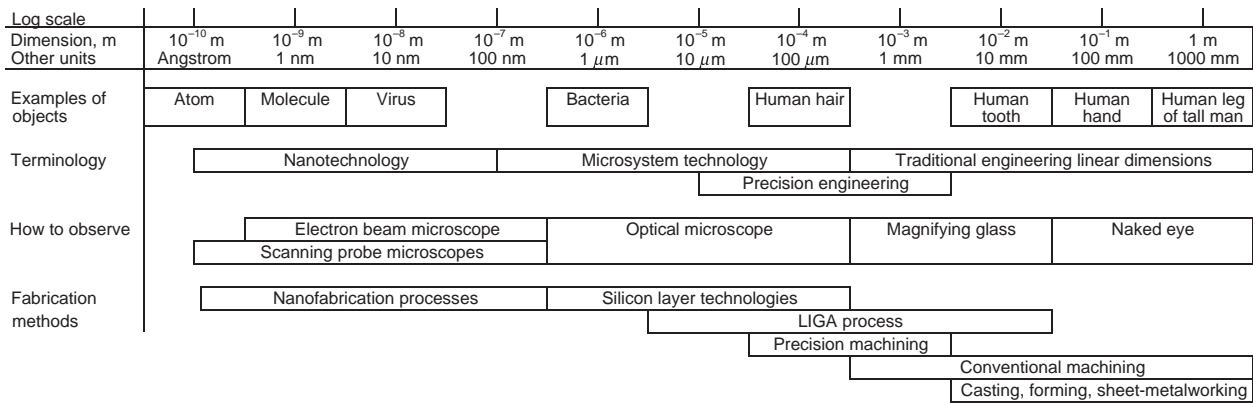 Log scale
Dimension, m 10⁻¹⁰ m 10⁻⁹ m 10⁻⁸ m 10⁻⁷ m 10⁻⁶ m 10⁻⁵ m 10⁻⁴ m 10⁻³ m 10⁻² m 10⁻¹ m 1 m
Other units Angstrom 1 nm 10 nm 100 nm 1 μm 10 μm 100 μm 1 mm 10 mm 100 mm 1000 mm
Examples of Atom Molecule Virus Bacteria Human hair Human Human Human leg
objects tooth hand of tall man
Terminology Nanotechnology Microsystem technology Traditional engineering linear dimensions
Precision engineering
How to observe Electron beam microscope Optical microscope Magnifying glass Naked eye
Scanning probe microscopes
Fabrication Nanofabrication processes Silicon layer technologies
methods LIGA process
Precision machining
Conventional machining
Casting, forming, sheet-metalworking